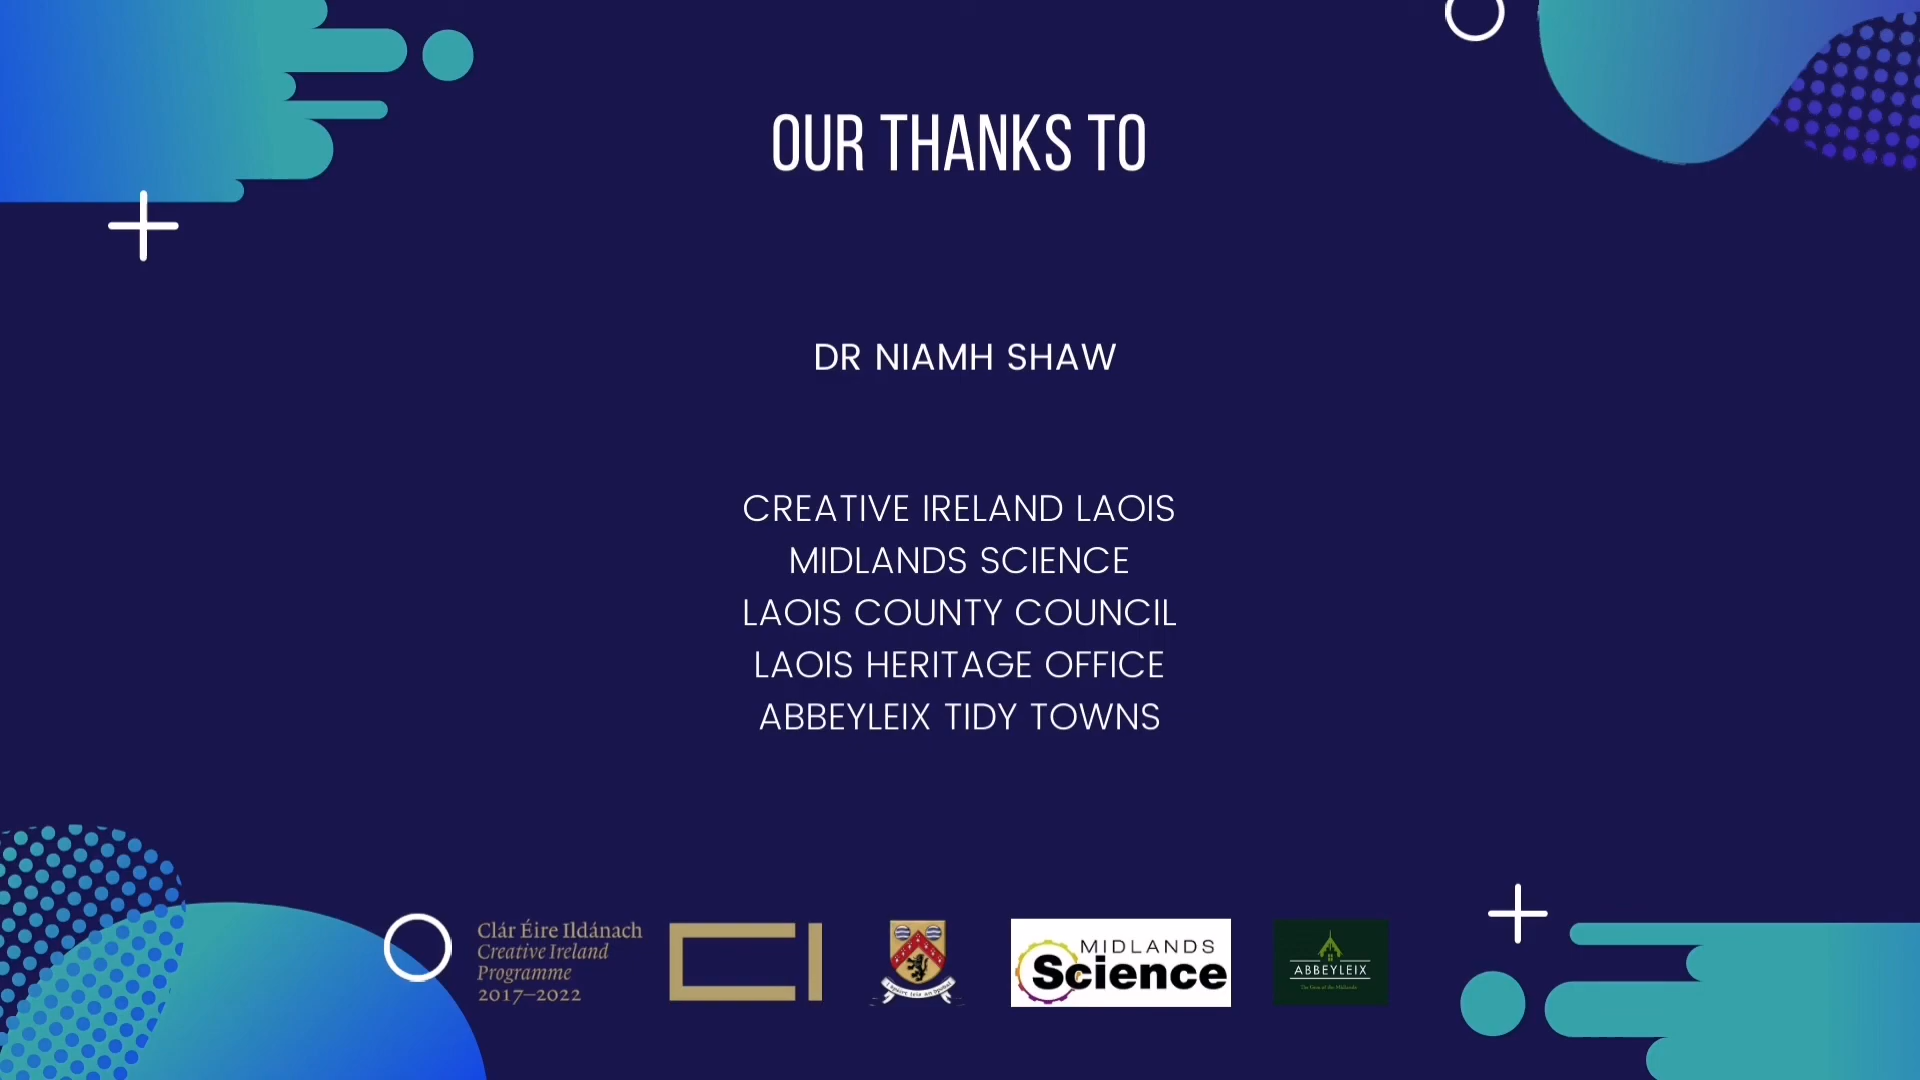 OUR THANKS TO
DR NIAMH SHAW
CREATIVE IRELAND LAOIS
MIDLANDS SCIENCE
LAOIS COUNTY COUNCIL
LAOIS HERITAGE OFFICE
ABBEYLEIX TIDY TOWNS
Clár Éire Ildánach
Creative Ireland
Programme
2017–2022
MIDLANDS
Science
ABBEYLEIX